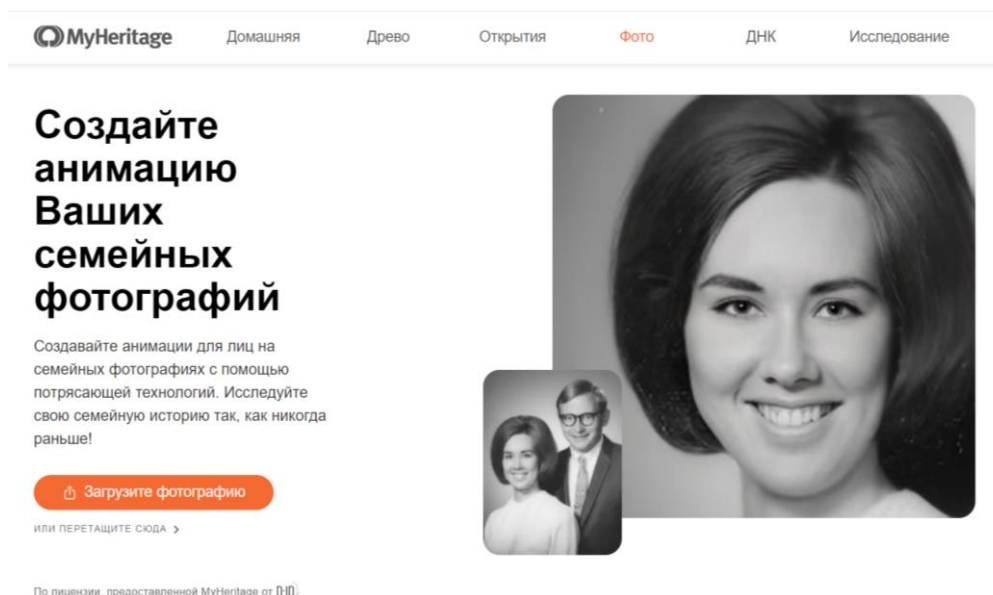 MyHeritage Домашняя Древо Открытия Фото ДНК Исследование
Создайте
анимацию
Ваших
семейных
фотографий
Создавайте анимации для лиц на
семейных фотографиях с помощью
потрясающей технологий. Исследуйте
свою семейную историю так, как никогда
раньше!
Загрузите фотографию
ИЛИ ПЕРЕТАЩИТЕ СЮДА
По лицензии, предоставленной MyHeritage от D-ID